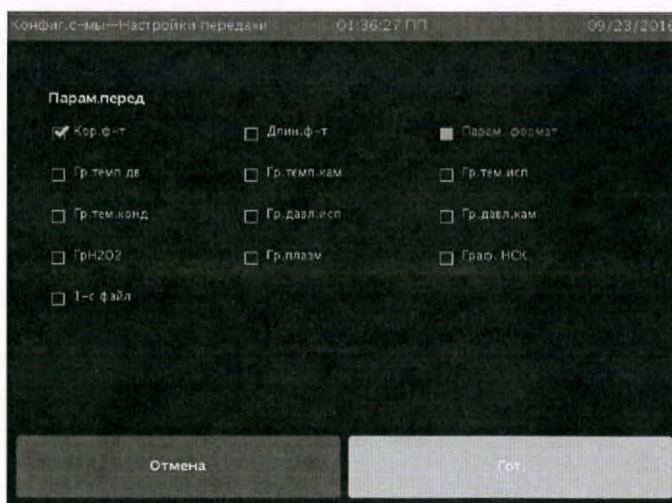 Конфиг.с-мы—Настройки передачи 01:36:27 ПП 09/23/2016
Парам.перед
Кор.ф-т Длин.ф-т Парам. формат
Гр.темп дв Гр.темп.кам Гр.тем.исп
Гр.тем.конд Гр.давл.исп Гр.давл.кам
ГрН2О2 Гр.плазм Граф. НСК
1-с файл
Отмена Гот.